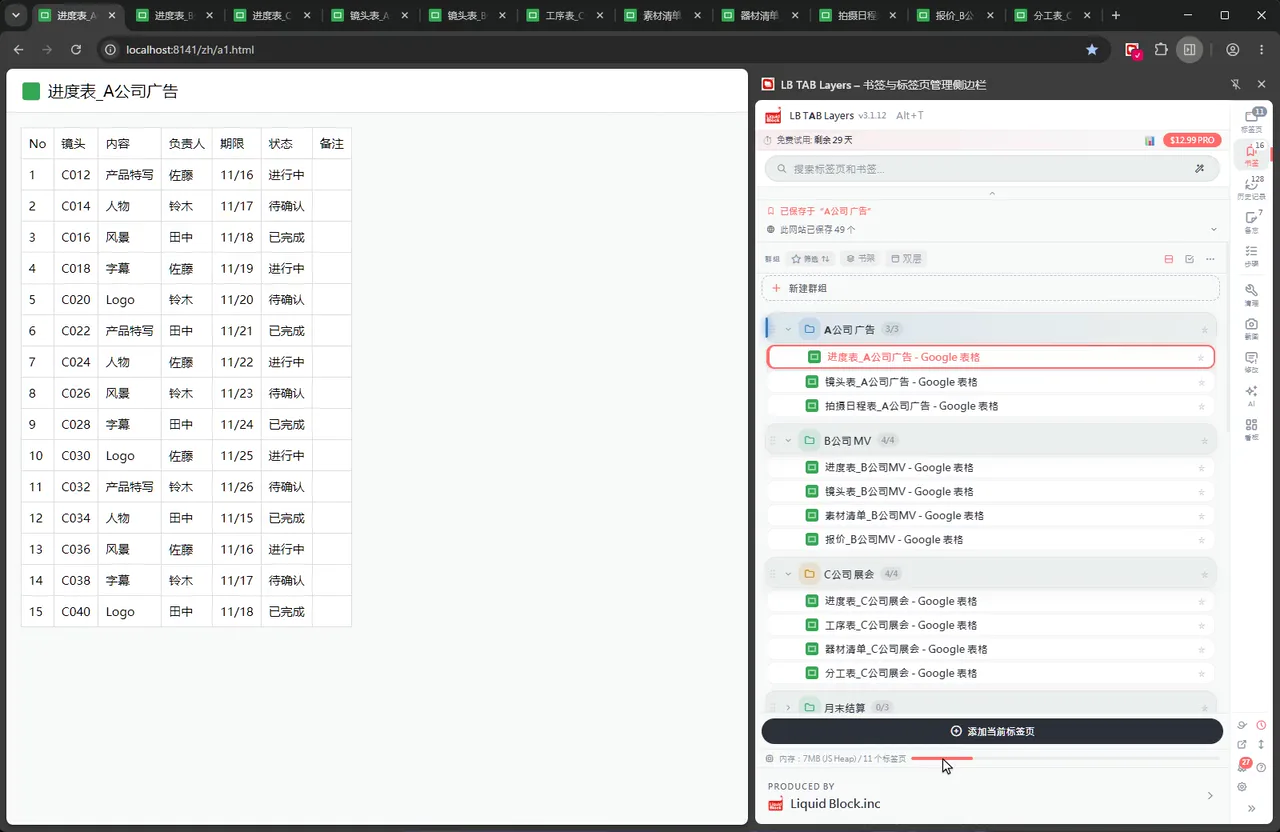 进度表_A
进度表_B
进度表_C
镜头表_A
镜头表_B
工序表_C
素材清单
器材清单
拍摄日程
报价_B公
分工表_C
localhost:8141/zh/a1.html
进度表_A公司广告
No 镜头 内容 负责人 期限 状态 备注
1 C012 产品特写 佐藤 11/16 进行中
2 C014 人物 铃木 11/17 待确认
3 C016 风景 田中 11/18 已完成
4 C018 字幕 佐藤 11/19 进行中
5 C020 Logo 铃木 11/20 待确认
6 C022 产品特写 田中 11/21 已完成
7 C024 人物 佐藤 11/22 进行中
8 C026 风景 铃木 11/23 待确认
9 C028 字幕 田中 11/24 已完成
10 C030 Logo 佐藤 11/25 进行中
11 C032 产品特写 铃木 11/26 待确认
12 C034 人物 田中 11/15 已完成
13 C036 风景 佐藤 11/16 进行中
14 C038 字幕 铃木 11/17 待确认
15 C040 Logo 田中 11/18 已完成
LB TAB Layers – 书签与标签页管理侧边栏
LB TAB Layers v3.1.12 Alt+T
免费试用: 剩余 29 天 $12.99 PRO
搜索标签页和书签...
已保存于 "A公司 广告"
此网站已保存 49 个
群组 筛选 书架 双层
新建群组
A公司 广告 3/3
进度表_A公司广告 - Google 表格
镜头表_A公司广告 - Google 表格
拍摄日程表_A公司广告 - Google 表格
B公司 MV 4/4
进度表_B公司MV - Google 表格
镜头表_B公司MV - Google 表格
素材清单_B公司MV - Google 表格
报价_B公司MV - Google 表格
C公司 展会 4/4
进度表_C公司展会 - Google 表格
工序表_C公司展会 - Google 表格
器材清单_C公司展会 - Google 表格
分工表_C公司展会 - Google 表格
月末结算 0/3
添加当前标签页
内存 : 7MB (JS Heap) / 11 个标签页
PRODUCED BY
Liquid Block.inc
11
标签页
16
书签
128
历史记录
7
备忘
步骤
清理
截图
修改
AI
看板
27